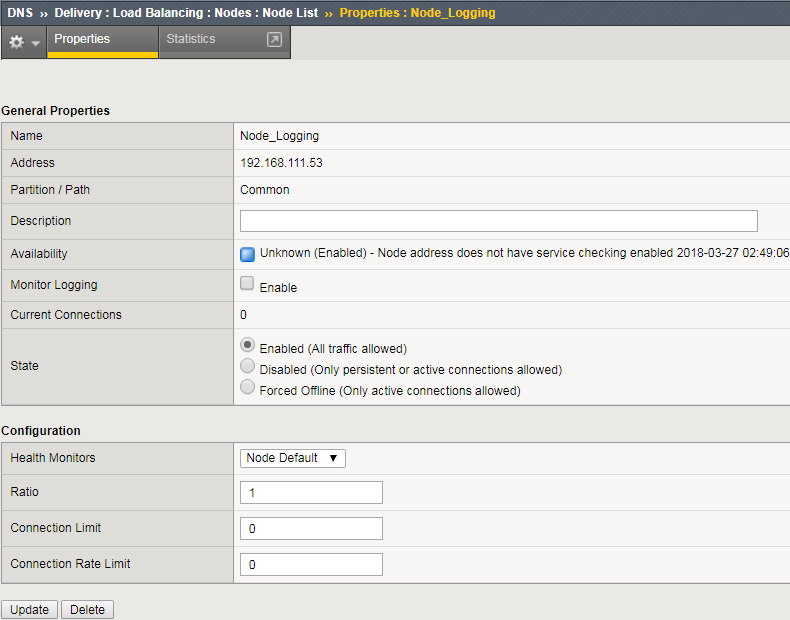 DNS ›› Delivery : Load Balancing : Nodes : Node List ›› Properties : Node_Logging
Properties Statistics
General Properties
Name Node_Logging
Address 192.168.111.53
Partition / Path Common
Description
Availability Unknown (Enabled) - Node address does not have service checking enabled 2018-03-27 02:49:06
Monitor Logging Enable
Current Connections 0
State
Enabled (All traffic allowed)
Disabled (Only persistent or active connections allowed)
Forced Offline (Only active connections allowed)
Configuration
Health Monitors Node Default ▼
Ratio 1
Connection Limit 0
Connection Rate Limit 0
Update Delete